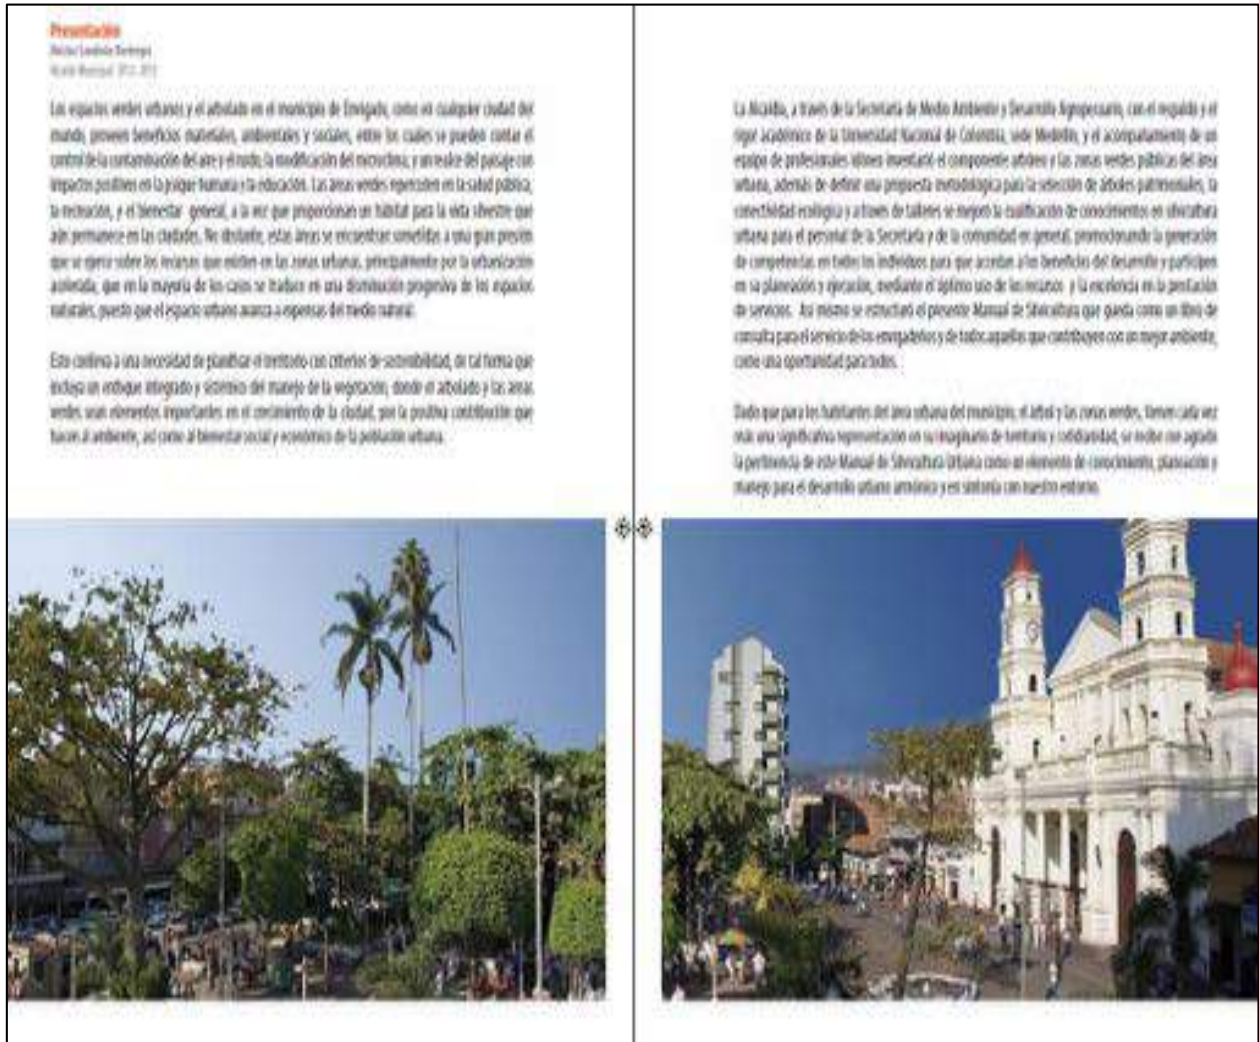 Presentación
Alcalde Municipal 2012-2015
Los espacios verdes urbanos y el arbolado en el municipio de Envigado, como en cualquier ciudad del
mundo, proveen beneficios materiales, ambientales y sociales, entre los cuales se pueden contar el
control de la contaminación del aire y el ruido; la modificación del microclima; y un realce del paisaje con
impactos positivos en la psique humana y la educación. Las áreas verdes repercuten en la salud pública,
la recreación, y el bienestar general, a la vez que proporcionan un hábitat para la vida silvestre que
aún permanece en las ciudades. No obstante, estas áreas se encuentran sometidas a una gran presión
que se ejerce sobre los recursos que existen en las zonas urbanas, principalmente por la urbanización
acelerada, que en la mayoría de los casos se traduce en una disminución progresiva de los espacios
naturales, puesto que el espacio urbano avanza a expensas del medio natural.
Esto conlleva a una necesidad de planificar el territorio con criterios de sostenibilidad, de tal forma que
incluya un enfoque integrado y sistémico del manejo de la vegetación; donde el arbolado y las áreas
verdes sean elementos importantes en el crecimiento de la ciudad, por la positiva contribución que
hacen al ambiente, así como al bienestar social y económico de la población urbana.
La Alcaldía, a través de la Secretaría de Medio Ambiente y Desarrollo Agropecuario, con el respaldo y el
rigor académico de la Universidad Nacional de Colombia, sede Medellín, y el acompañamiento de un
equipo de profesionales idóneo inventarió el componente arbóreo y las zonas verdes públicas del área
urbana, además de definir una propuesta metodológica para la selección de árboles patrimoniales, la
conectividad ecológica y a través de talleres se mejoró la cualificación de conocimientos en silvicultura
urbana para el personal de la Secretaría y de la comunidad en general, promocionando la generación
de competencias en todos los individuos para que accedan a los beneficios del desarrollo y participen
en su planeación y ejecución, mediante el óptimo uso de los recursos y la excelencia en la prestación
de servicios. Así mismo se estructuró el presente Manual de Silvicultura que queda como un libro de
consulta para el servicio de los envigadeños y de todos aquellos que contribuyen con un mejor ambiente,
como una oportunidad para todos.
Dado que para los habitantes del área urbana del municipio, el árbol y las zonas verdes, tienen cada vez
más una significativa representación en su imaginario de territorio y cotidianidad, se recibe con agrado
la pertinencia de este Manual de Silvicultura Urbana como un elemento de conocimiento, planeación y
manejo para el desarrollo urbano armónico y en sintonía con nuestro entorno.